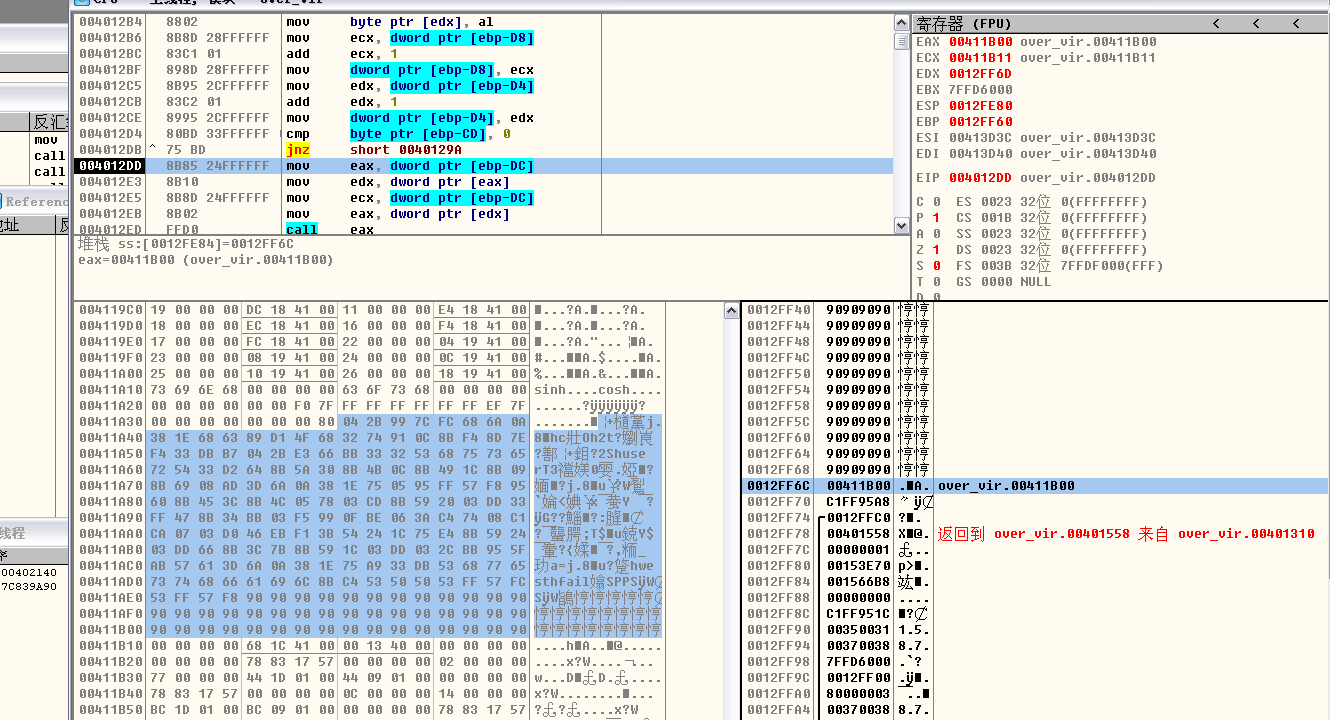 反汇
mov
call
call
Referenc
地址
线程
00402140
7C839A90
004012B4 8802 mov byte ptr [edx], al
004012B6 8B8D 28FFFFFF mov ecx, dword ptr [ebp-D8]
004012BC 83C1 01 add ecx, 1
004012BF 898D 28FFFFFF mov dword ptr [ebp-D8], ecx
004012C5 8B95 2CFFFFFF mov edx, dword ptr [ebp-D4]
004012CB 83C2 01 add edx, 1
004012CE 8995 2CFFFFFF mov dword ptr [ebp-D4], edx
004012D4 80BD 33FFFFFF cmp byte ptr [ebp-CD], 0
004012DB ^ 75 BD jnz short 0040129A
004012DD 8B85 24FFFFFF mov eax, dword ptr [ebp-DC]
004012E3 8B10 mov edx, dword ptr [eax]
004012E5 8B8D 24FFFFFF mov ecx, dword ptr [ebp-DC]
004012EB 8B02 mov eax, dword ptr [edx]
004012ED FFD0 call eax
堆栈 ss:[0012FE84]=0012FF6C
eax=00411B00 (over_vir.00411B00)
寄存器 (FPU) < < <
EAX 00411B00 over_vir.00411B00
ECX 00411B11 over_vir.00411B11
EDX 0012FF6D
EBX 7FFD6000
ESP 0012FE80
EBP 0012FF60
ESI 00413D3C over_vir.00413D3C
EDI 00413D40 over_vir.00413D40
EIP 004012DD over_vir.004012DD
C 0 ES 0023 32位 0(FFFFFFFF)
P 1 CS 001B 32位 0(FFFFFFFF)
A 0 SS 0023 32位 0(FFFFFFFF)
Z 1 DS 0023 32位 0(FFFFFFFF)
S 0 FS 003B 32位 7FFDF000(FFF)
T 0 GS 0000 NULL
D 0
004119C0 19 00 00 00 DC 18 41 00 11 00 00 00 E4 18 41 00
004119D0 18 00 00 00 EC 18 41 00 16 00 00 00 F4 18 41 00
004119E0 17 00 00 00 FC 18 41 00 22 00 00 00 04 19 41 00
004119F0 23 00 00 00 08 19 41 00 24 00 00 00 0C 19 41 00
00411A00 25 00 00 00 10 19 41 00 26 00 00 00 18 19 41 00
00411A10 73 69 6E 68 00 00 00 00 63 6F 73 68 00 00 00 00 sinh....cosh....
00411A20 00 00 00 00 00 00 F0 7F FF FF FF FF FF FF EF 7F
00411A30 00 00 00 00 00 00 00 80 04 2B 99 7C FC 68 6A 0A
00411A40 38 1E 68 63 89 D1 4F 68 32 74 91 0C 8B F4 8D 7E
00411A50 F4 33 DB B7 04 2B E3 66 BB 33 32 53 68 75 73 65
00411A60 72 54 33 D2 64 8B 5A 30 8B 4B 0C 8B 49 1C 8B 09
00411A70 8B 69 08 AD 3D 6A 0A 38 1E 75 05 95 FF 57 F8 95
00411A80 60 8B 45 3C 8B 4C 05 78 03 CD 8B 59 20 03 DD 33
00411A90 FF 47 8B 34 BB 03 F5 99 0F BE 06 3A C4 74 08 C1
00411AA0 CA 07 03 D0 46 EB F1 3B 54 24 1C 75 E4 8B 59 24
00411AB0 03 DD 66 8B 3C 7B 8B 59 1C 03 DD 03 2C BB 95 5F
00411AC0 AB 57 61 3D 6A 0A 38 1E 75 A9 33 DB 53 68 77 65
00411AD0 73 74 68 66 61 69 6C 8B C4 53 50 50 53 FF 57 FC
00411AE0 53 FF 57 F8 90 90 90 90 90 90 90 90 90 90 90 90
00411AF0 90 90 90 90 90 90 90 90 90 90 90 90 90 90 90 90
00411B00 90 90 90 90 90 90 90 90 90 90 90 90 90 90 90 90
00411B10 00 00 00 00 68 1C 41 00 00 13 40 00 00 00 00 00
00411B20 00 00 00 00 78 83 17 57 00 00 00 00 02 00 00 00
00411B30 77 00 00 00 44 1D 01 00 44 09 01 00 00 00 00 00
00411B40 78 83 17 57 00 00 00 00 0C 00 00 00 14 00 00 00
00411B50 BC 1D 01 00 BC 09 01 00 00 00 00 00 78 83 17 57
0012FF40 90909090 悙悙
0012FF44 90909090 悙悙
0012FF48 90909090 悙悙
0012FF4C 90909090 悙悙
0012FF50 90909090 悙悙
0012FF54 90909090 悙悙
0012FF58 90909090 悙悙
0012FF5C 90909090 悙悙
0012FF60 90909090 悙悙
0012FF64 90909090 悙悙
0012FF68 90909090 悙悙
0012FF6C 00411B00 over_vir.00411B00
0012FF70 C1FF95A8
0012FF74 0012FFC0
0012FF78 00401558 返回到 over_vir.00401558 来自 over_vir.00401310
0012FF7C 00000001
0012FF80 00153E70
0012FF84 001566B8
0012FF88 00000000 ....
0012FF8C C1FF951C
0012FF90 00350031 1.5.
0012FF94 00370038 8.7.
0012FF98 7FFD6000
0012FF9C 0012FF00
0012FFA0 80000003
0012FFA4 00370038 8.7.